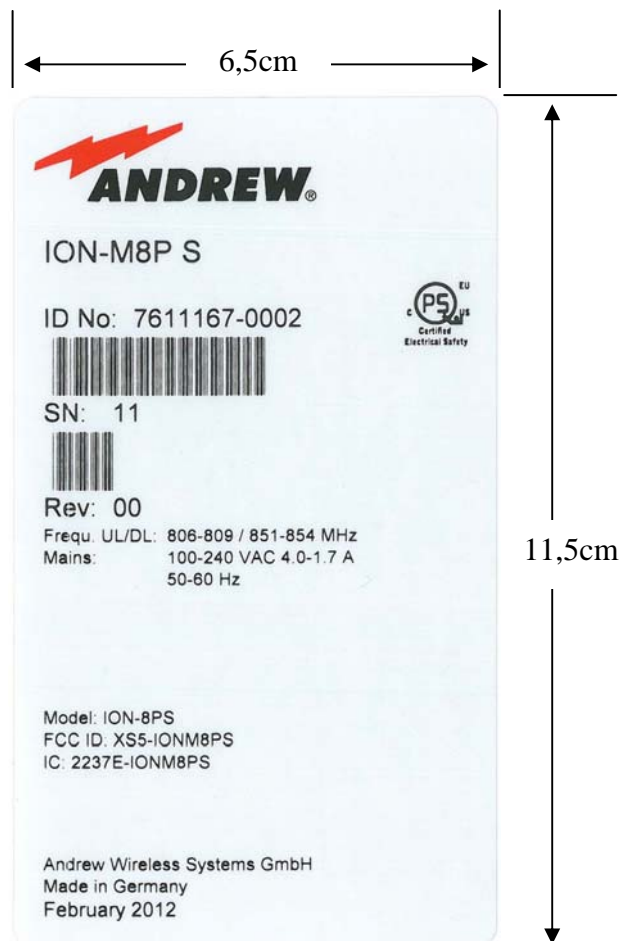 6,5cm
ANDREW®
ION-M8P S
ID No: 7611167-0002
c PS EU US
Certified
Electrical Safety
SN: 11
Rev: 00
Frequ. UL/DL: 806-809 / 851-854 MHz
Mains: 100-240 VAC 4.0-1.7 A
50-60 Hz
11,5cm
Model: ION-8PS
FCC ID: XS5-IONM8PS
IC: 2237E-IONM8PS
Andrew Wireless Systems GmbH
Made in Germany
February 2012